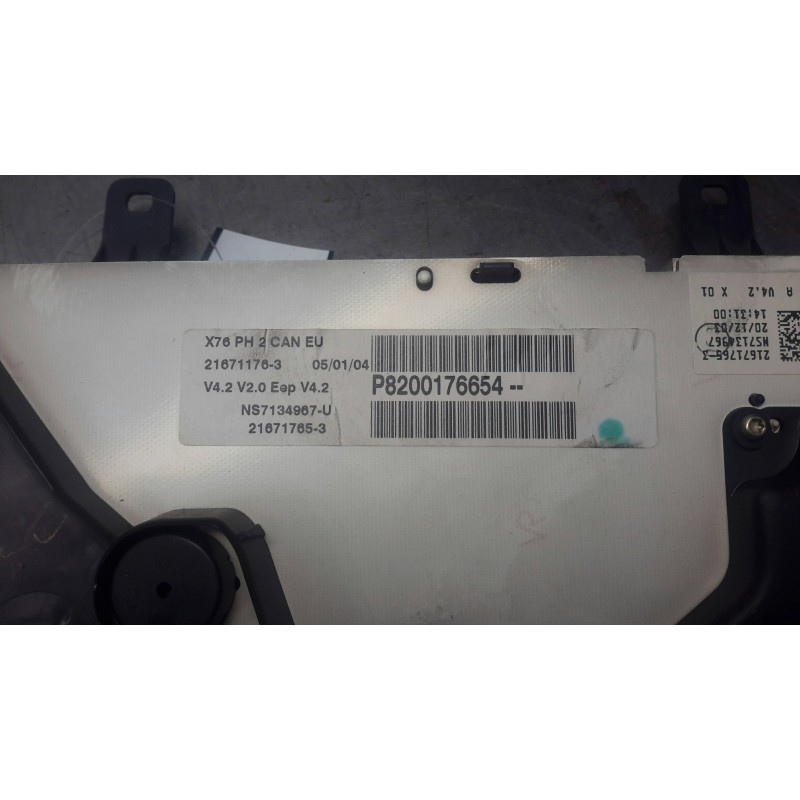 X76 PH 2 CAN EU
21671176-3 05/01/04
V4.2 V2.0 Eep V4.2
P8200176654 --
NS7134967-U
21671765-3
21671765-3
NS7134967
20/12/03
14:31:00
A V4.2 X 01
VP